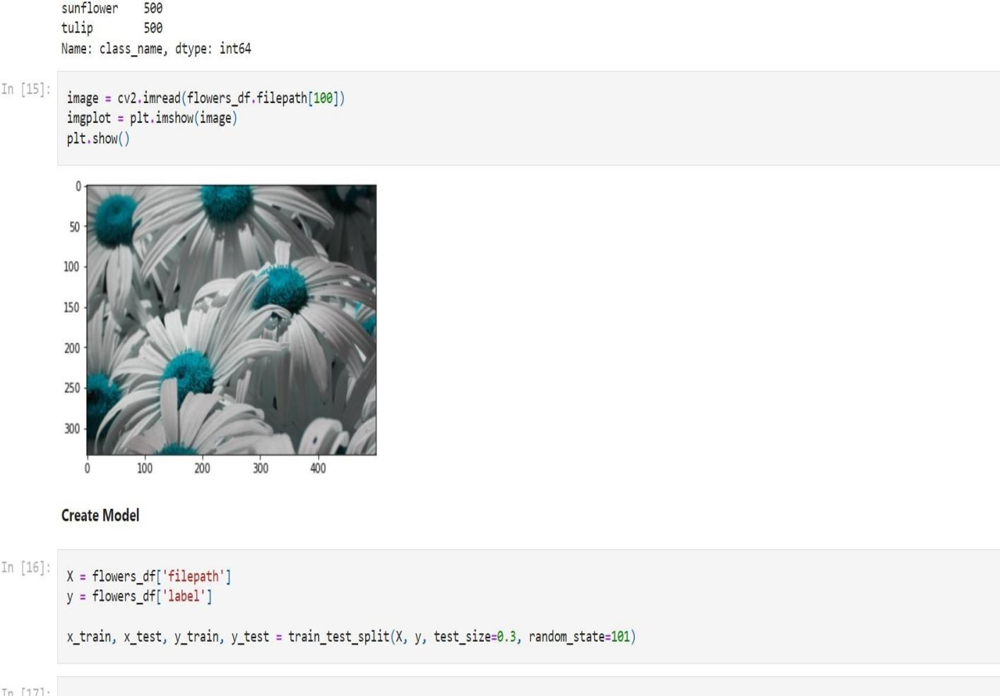 sunflower 500
tulip 500
Name: class_name, dtype: int64
In [15]:
image = cv2.imread(flowers_df.filepath[100])
imgplot = plt.imshow(image)
plt.show()
0
50
100
150
200
250
300
0 100 200 300 400
Create Model
In [16]:
X = flowers_df['filepath']
y = flowers_df['label']
x_train, x_test, y_train, y_test = train_test_split(X, y, test_size=0.3, random_state=101)
In [17]: